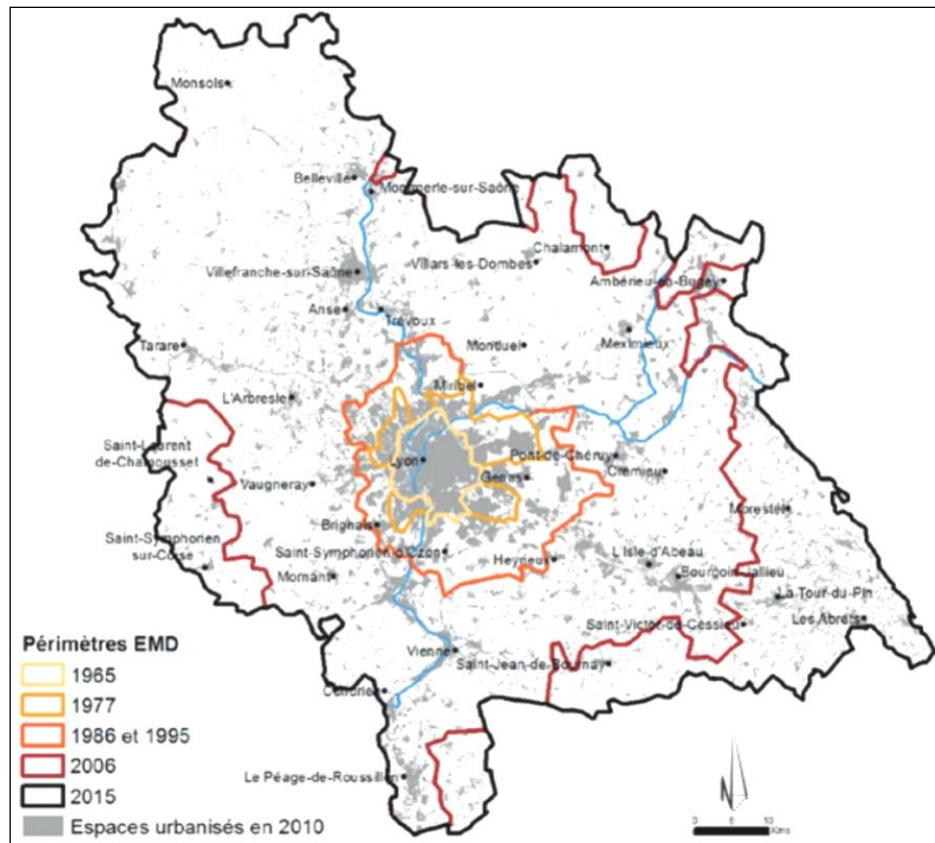 Monsols
Belleville
Montmerle-sur-Saône
Chalamont
Villefranche-sur-Saône
Villars-les-Dombes
Ambérieu-en-Bugey
Anse
Trévoux
Tarare
Montluel
Meximieux
Miribel
L'Arbresle
Saint-Laurent
de-Chamousset
Lyon
Pont-de-Chéruy
Vaugneray
Genas
Crémieu
Morestel
Brignais
Saint-Symphorien
sur-Coise
Saint-Symphorien-d'Ozon
Heyrieux
L'Isle-d'Abeau
Mornant
Bourgoin-Jallieu
La Tour-du-Pin
Saint-Victor-de-Cessieu
Les Abrets
Vienne
Saint-Jean-de-Bournay
Condrieu
Le Péage-de-Roussillon
Périmètres EMD
1965
1977
1986 et 1995
2006
2015
Espaces urbanisés en 2010
N
0 5 10
Kms